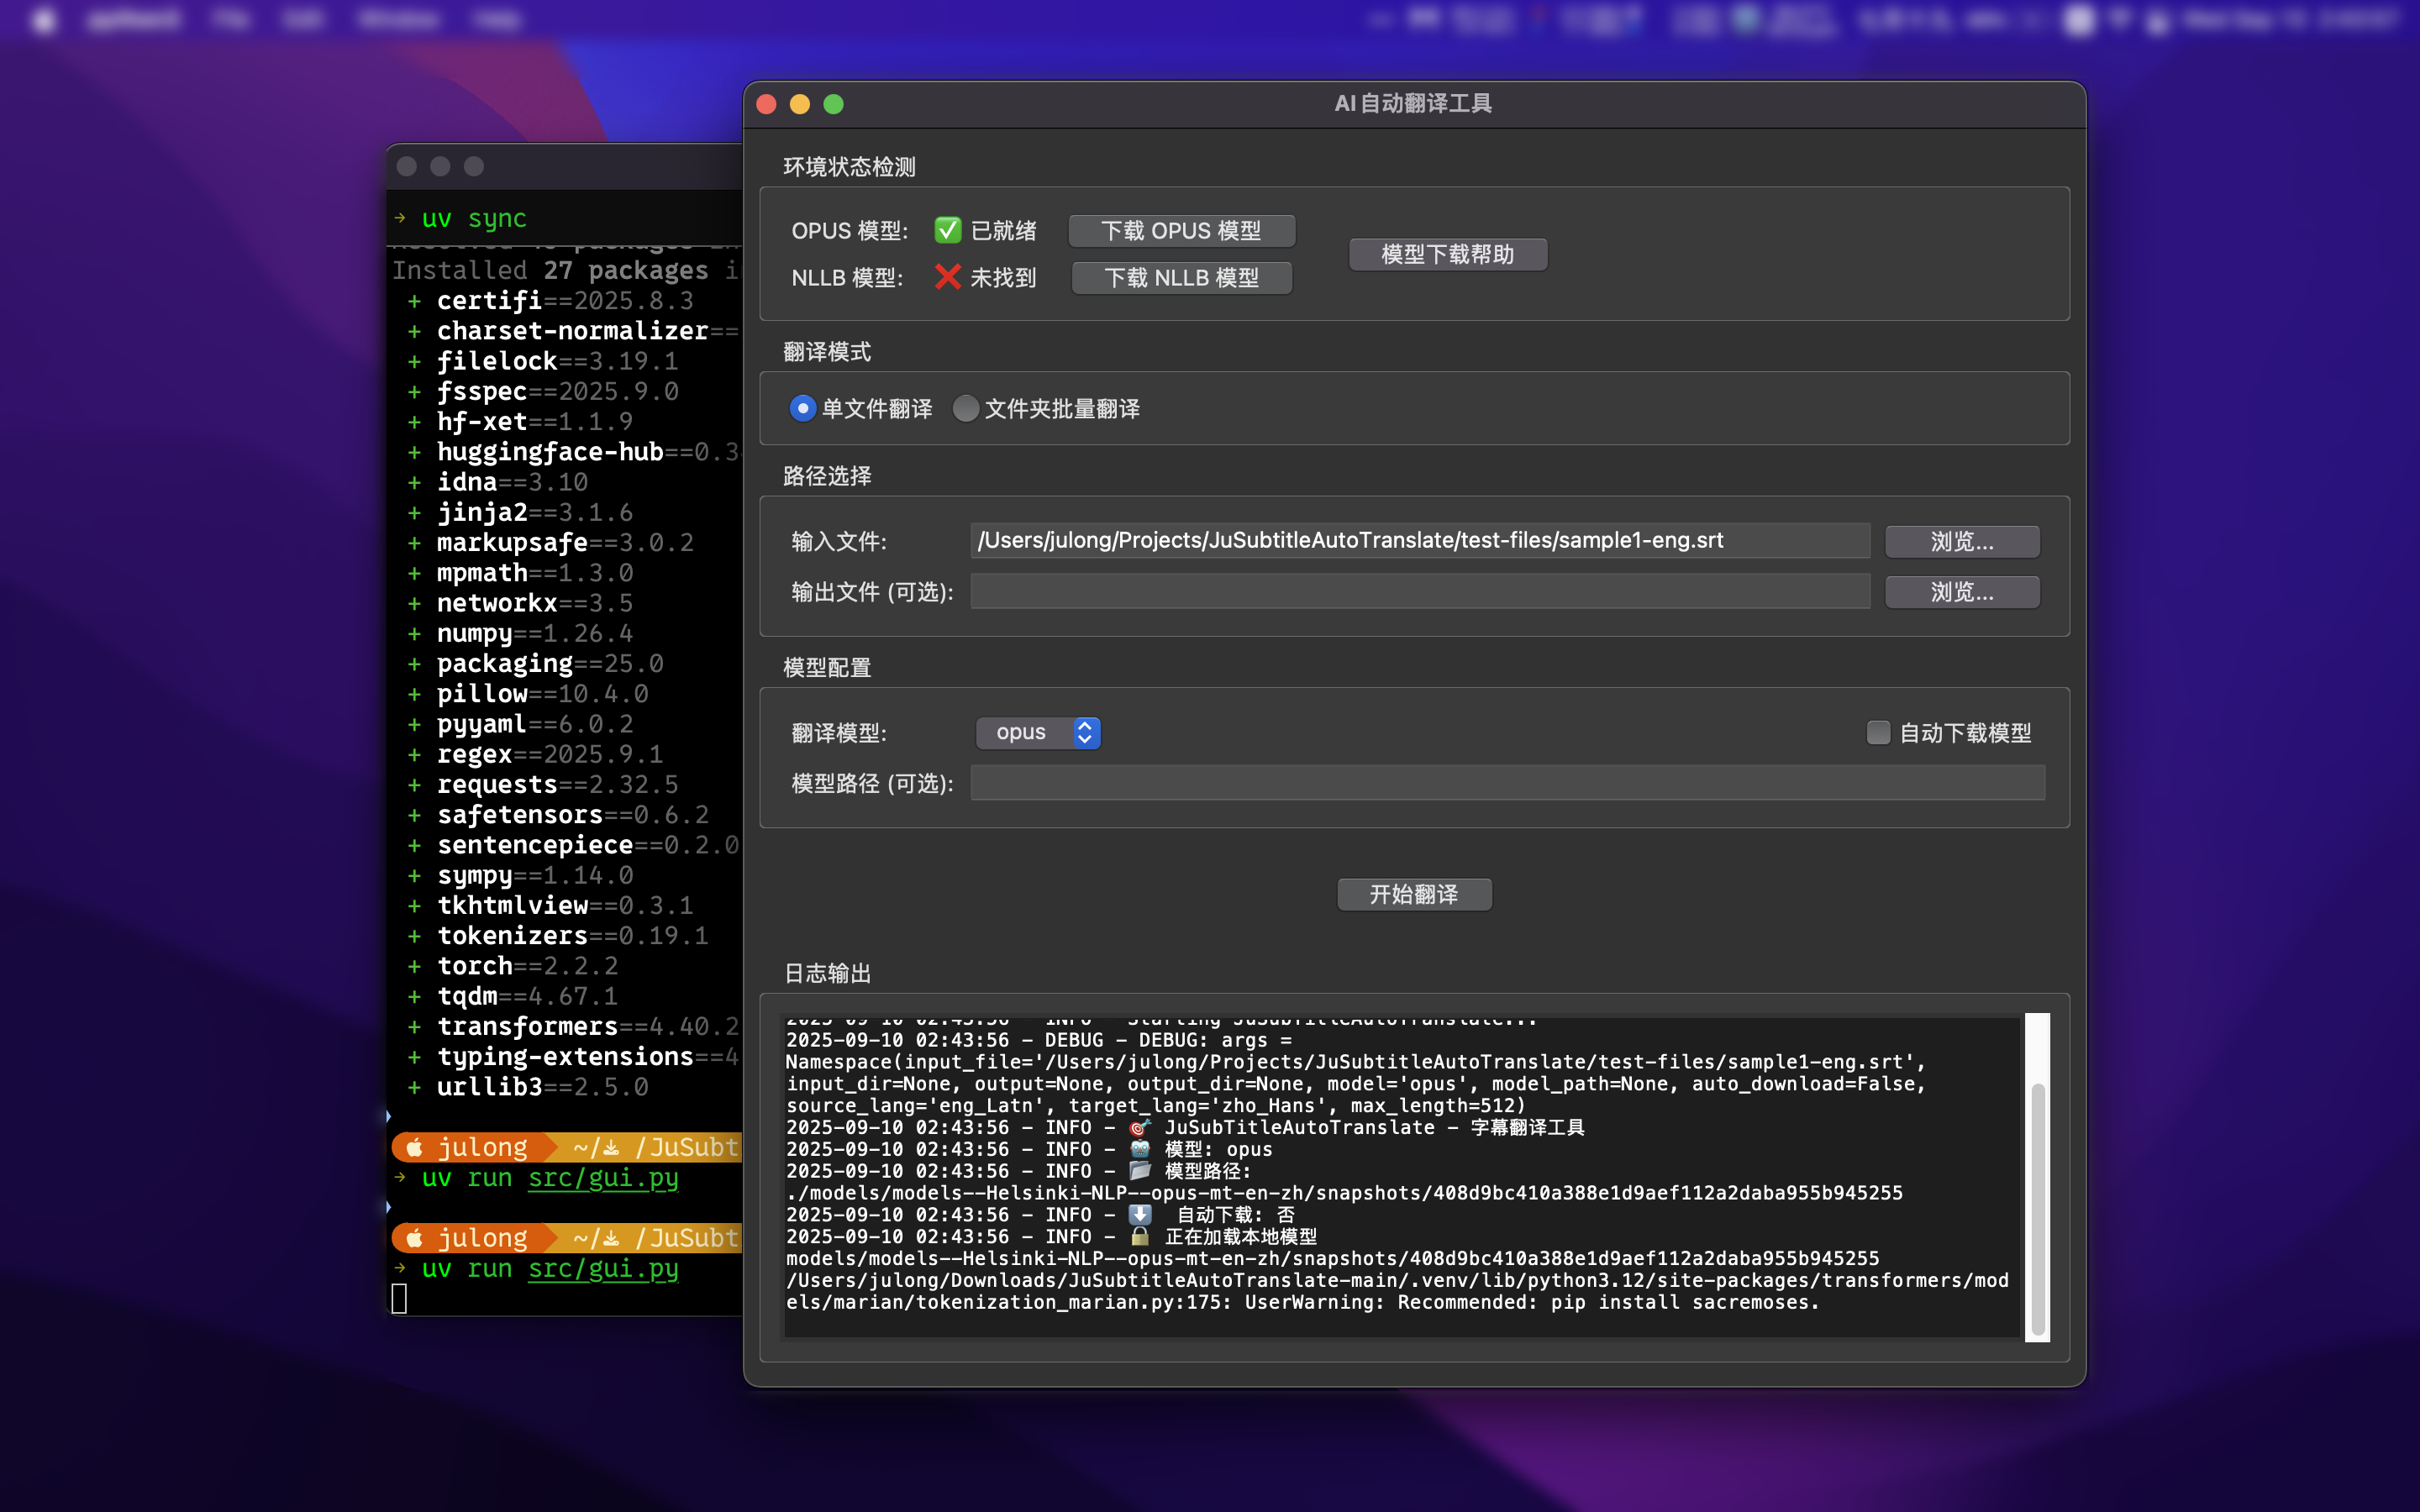 → uv sync
Installed 27 packages i
+ certifi==2025.8.3
+ charset-normalizer==
+ filelock==3.19.1
+ fsspec==2025.9.0
+ hf-xet==1.1.9
+ huggingface-hub==0.3
+ idna==3.10
+ jinja2==3.1.6
+ markupsafe==3.0.2
+ mpmath==1.3.0
+ networkx==3.5
+ numpy==1.26.4
+ packaging==25.0
+ pillow==10.4.0
+ pyyaml==6.0.2
+ regex==2025.9.1
+ requests==2.32.5
+ safetensors==0.6.2
+ sentencepiece==0.2.0
+ sympy==1.14.0
+ tkhtmlview==0.3.1
+ tokenizers==0.19.1
+ torch==2.2.2
+ tqdm==4.67.1
+ transformers==4.40.2
+ typing-extensions==4
+ urllib3==2.5.0
julong ~/ /JuSubt
→ uv run src/gui.py
julong ~/ /JuSubt
→ uv run src/gui.py
AI自动翻译工具
环境状态检测
OPUS 模型: ✅ 已就绪 下载 OPUS 模型
模型下载帮助
NLLB 模型: ❌ 未找到 下载 NLLB 模型
翻译模式
单文件翻译 文件夹批量翻译
路径选择
输入文件: /Users/julong/Projects/JuSubtitleAutoTranslate/test-files/sample1-eng.srt 浏览...
输出文件 (可选): 浏览...
模型配置
翻译模型: opus 自动下载模型
模型路径 (可选):
开始翻译
日志输出
2025-09-10 02:43:56 - INFO - Starting JuSubTitleAutoTranslate...
2025-09-10 02:43:56 - DEBUG - DEBUG: args =
Namespace(input_file='/Users/julong/Projects/JuSubtitleAutoTranslate/test-files/sample1-eng.srt',
input_dir=None, output=None, output_dir=None, model='opus', model_path=None, auto_download=False,
source_lang='eng_Latn', target_lang='zho_Hans', max_length=512)
2025-09-10 02:43:56 - INFO - 🎯 JuSubTitleAutoTranslate - 字幕翻译工具
2025-09-10 02:43:56 - INFO - 🤖 模型: opus
2025-09-10 02:43:56 - INFO - 📂 模型路径:
./models/models--Helsinki-NLP--opus-mt-en-zh/snapshots/408d9bc410a388e1d9aef112a2daba955b945255
2025-09-10 02:43:56 - INFO - ⬇️ 自动下载: 否
2025-09-10 02:43:56 - INFO - 🔒 正在加载本地模型
models/models--Helsinki-NLP--opus-mt-en-zh/snapshots/408d9bc410a388e1d9aef112a2daba955b945255
/Users/julong/Downloads/JuSubtitleAutoTranslate-main/.venv/lib/python3.12/site-packages/transformers/mod
els/marian/tokenization_marian.py:175: UserWarning: Recommended: pip install sacremoses.